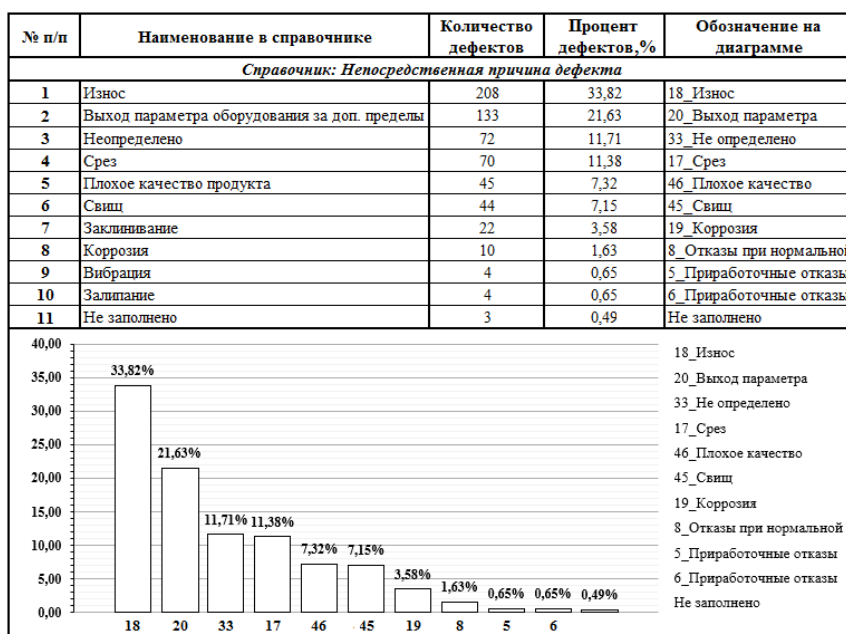 № п/п Наименование в справочнике Количество дефектов Процент дефектов,% Обозначение на диаграмме
Справочник: Непосредственная причина дефекта
1 Износ 208 33,82 18_Износ
2 Выход параметра оборудования за доп. пределы 133 21,63 20_Выход параметра
3 Неопределено 72 11,71 33_Не определено
4 Срез 70 11,38 17_Срез
5 Плохое качество продукта 45 7,32 46_Плохое качество
6 Свищ 44 7,15 45_Свищ
7 Заклинивание 22 3,58 19_Коррозия
8 Коррозия 10 1,63 8_Отказы при нормальной
9 Вибрация 4 0,65 5_Приработочные отказы
10 Залипание 4 0,65 6_Приработочные отказы
11 Не заполнено 3 0,49 Не заполнено
40,00
35,00
30,00
25,00
20,00
15,00
10,00
5,00
0,00
33,82%
21,63%
11,71%
11,38%
7,32%
7,15%
3,58%
1,63%
0,65%
0,65%
0,49%
18 20 33 17 46 45 19 8 5 6
18_Износ
20_Выход параметра
33_Не определено
17_Срез
46_Плохое качество
45_Свищ
19_Коррозия
8_Отказы при нормальной
5_Приработочные отказы
6_Приработочные отказы
Не заполнено